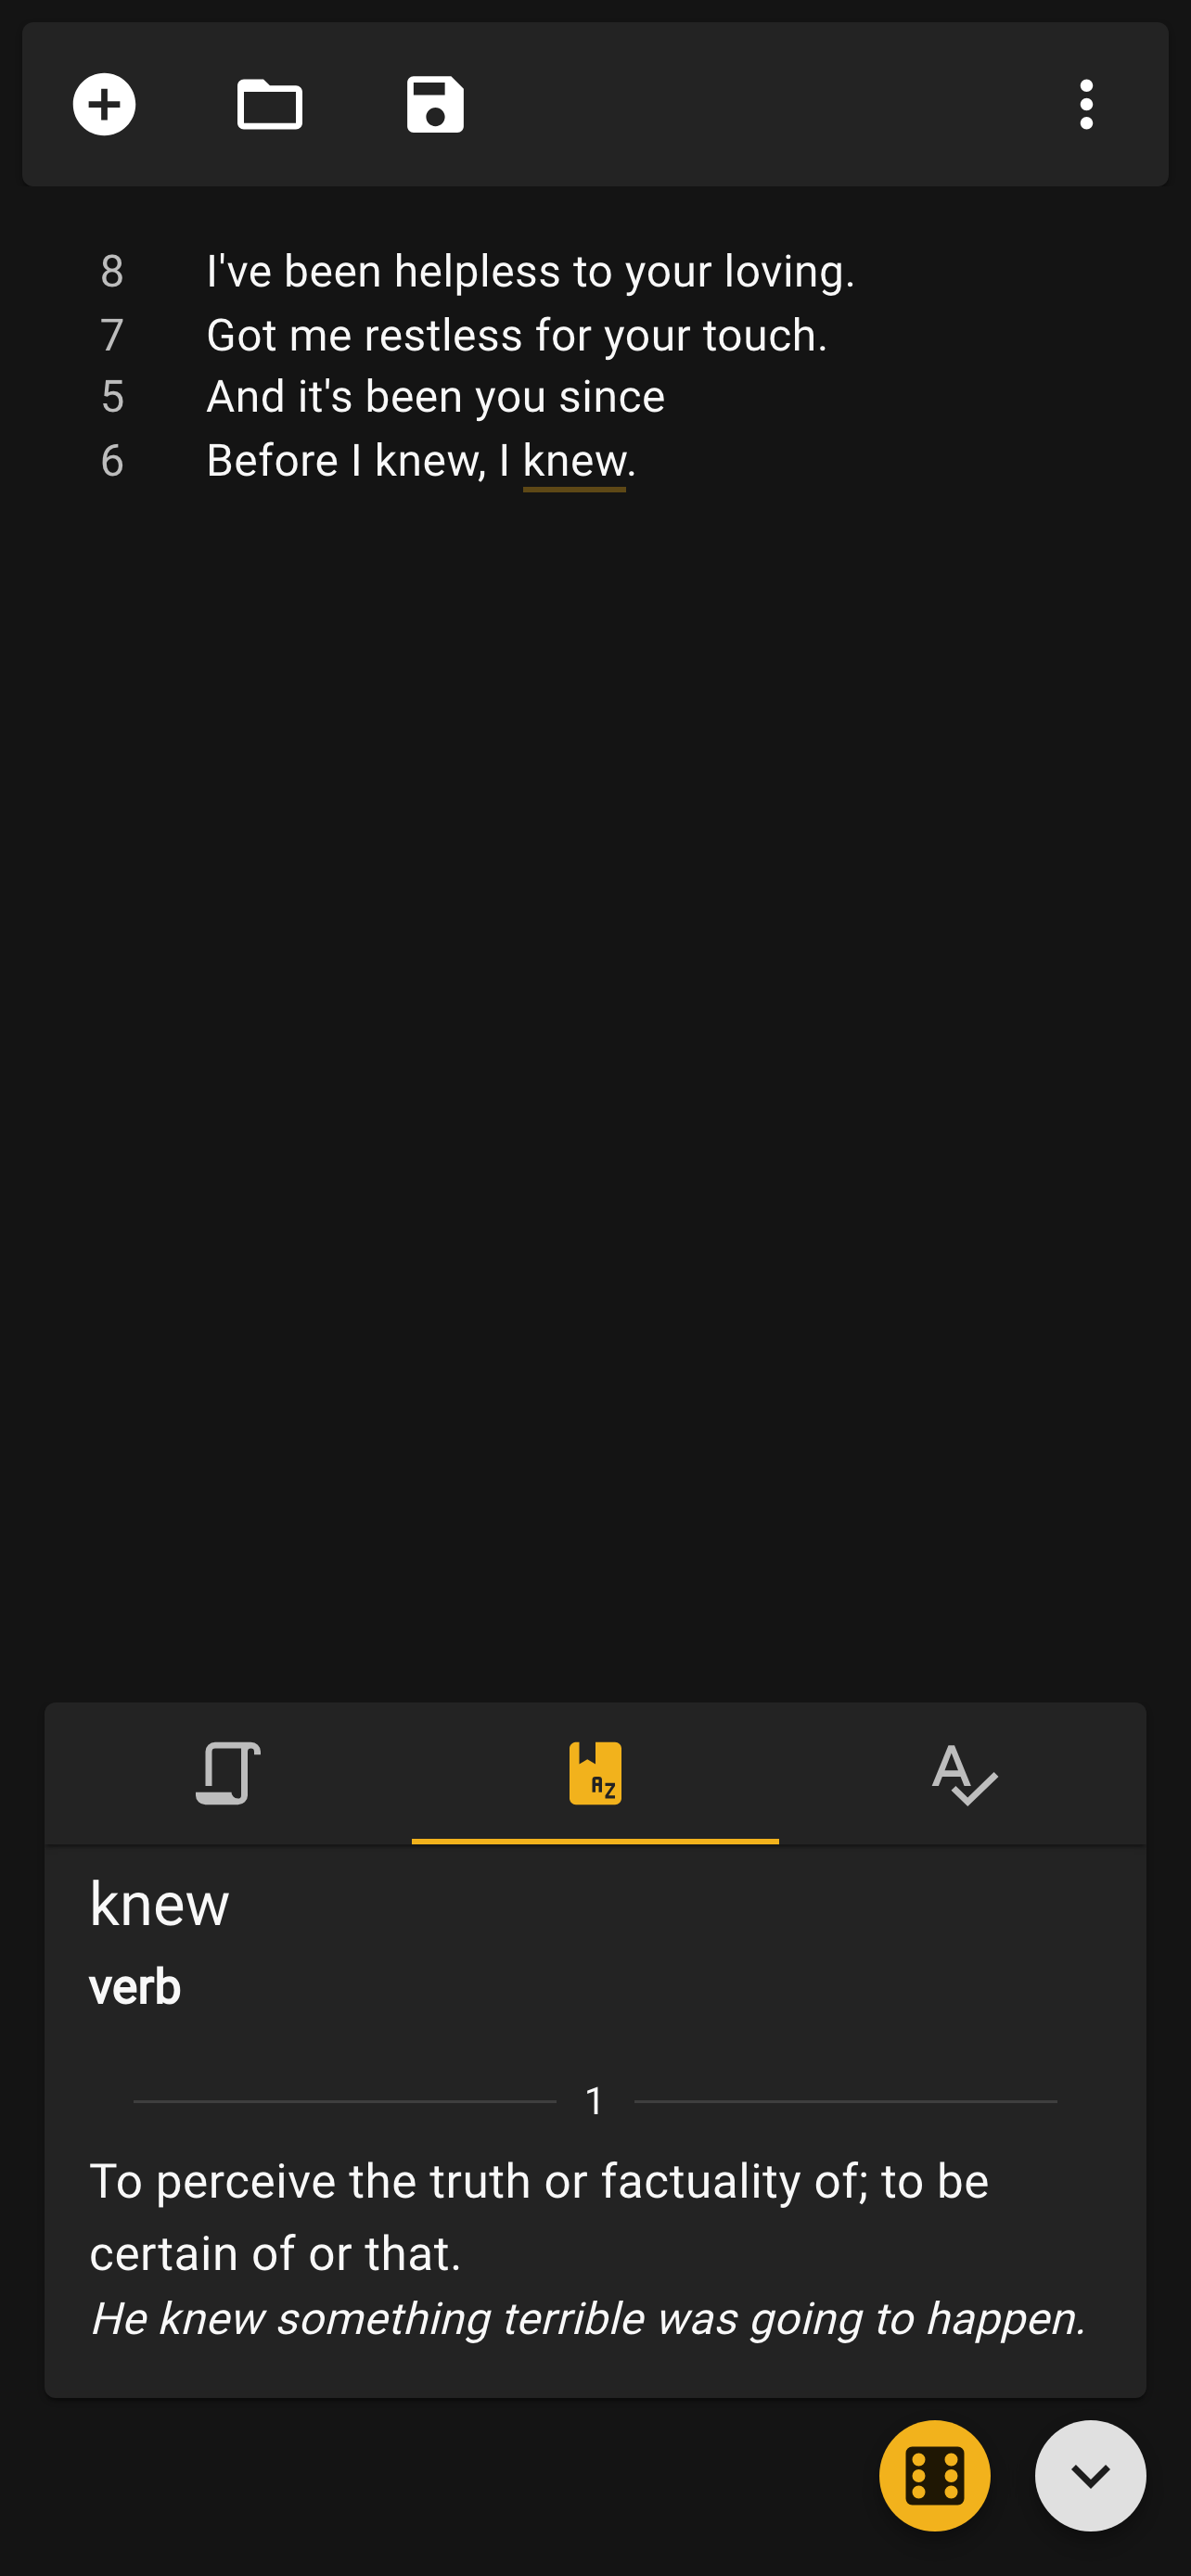 8 I've been helpless to your loving.
7 Got me restless for your touch.
5 And it's been you since
6 Before I knew, I knew.
AZ
knew
verb
1
To perceive the truth or factuality of; to be
certain of or that.
He knew something terrible was going to happen.